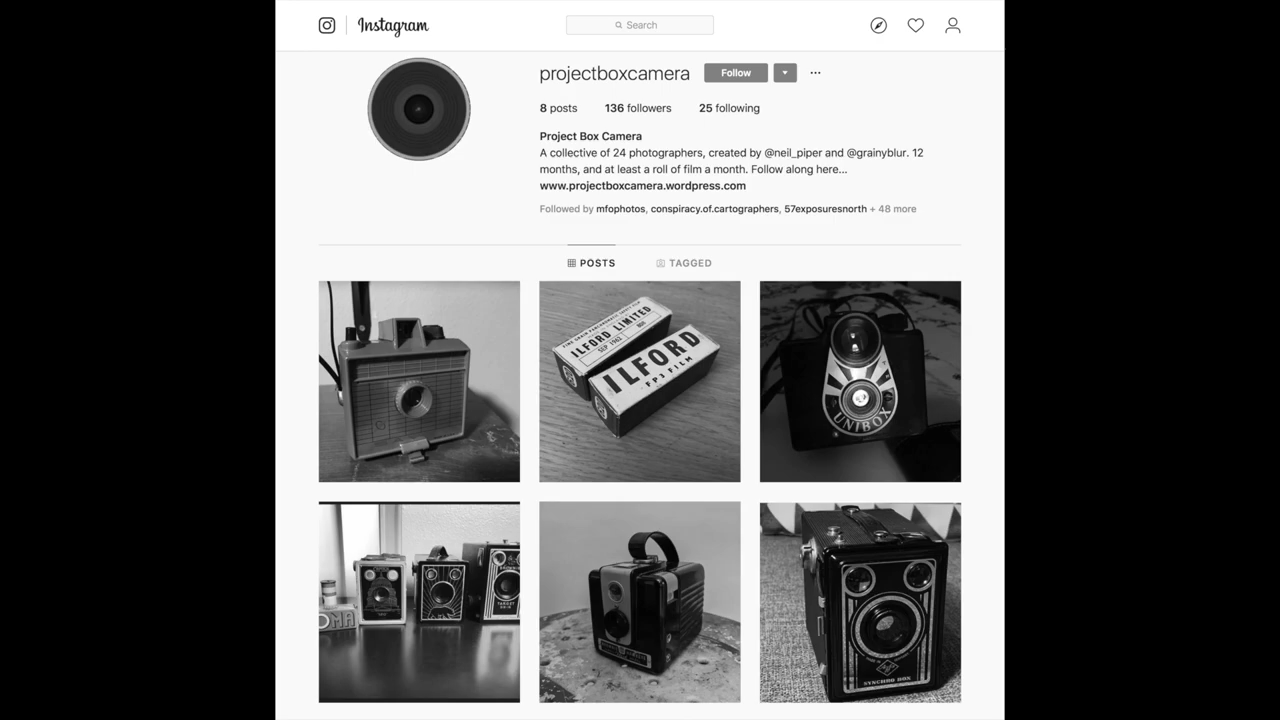 Instagram
Search
projectboxcamera
Follow
8 posts
136 followers
25 following
Project Box Camera
A collective of 24 photographers, created by @neil_piper and @grainyblur. 12
months, and at least a roll of film a month. Follow along here...
www.projectboxcamera.wordpress.com
Followed by mfophotos, conspiracy.of.cartographers, 57exposuresnorth + 48 more
POSTS
TAGGED
ILFORD LIMITED
SEP 1962
ILFORD
FP3 FILM
UNIBOX
OMA
SYNCHRO BOX